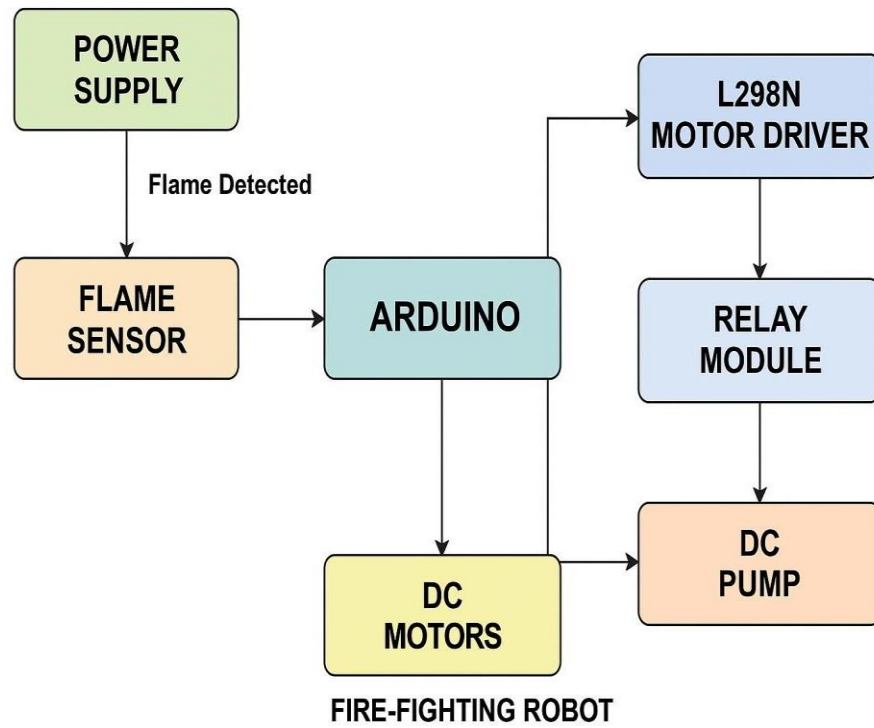 POWER
SUPPLY
Flame Detected
FLAME
SENSOR
ARDUINO
L298N
MOTOR DRIVER
RELAY
MODULE
DC
PUMP
DC
MOTORS
FIRE-FIGHTING ROBOT